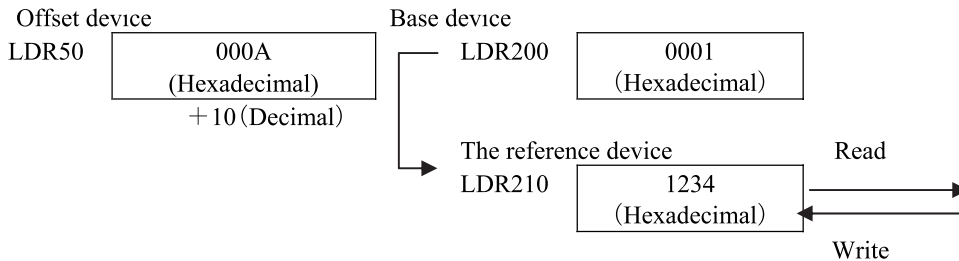 Offset device
Base device
LDR50
000A
(Hexadecimal)
+10(Decimal)
LDR200
0001
(Hexadecimal)
The reference device
LDR210
1234
(Hexadecimal)
Read
Write